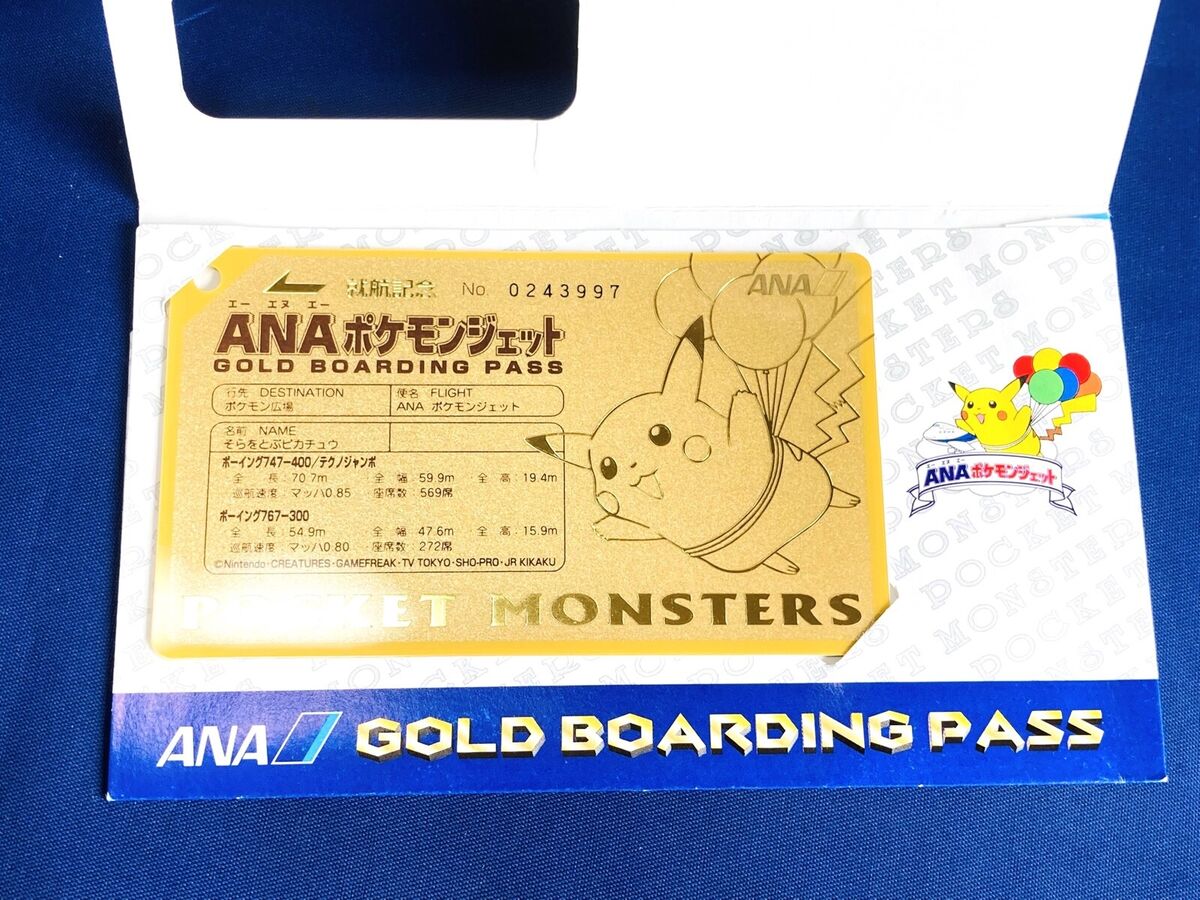 就航記念 No. 0243997
ANA
エー エヌ エー
ANAポケモンジェット
GOLD BOARDING PASS
行先 DESTINATION
ポケモン広場
便名 FLIGHT
ANA ポケモンジェット
名前 NAME
そらをとぶピカチュウ
ボーイング747-400/テクノジャンボ
全長:70.7m 全幅:59.9m 全高:19.4m
巡航速度:マッハ0.85 座席数:569席
ボーイング767-300
全長:54.9m 全幅:47.6m 全高:15.9m
巡航速度:マッハ0.80 座席数:272席
©Nintendo・CREATURES・GAMEFREAK・TV TOKYO・SHO-PRO・JR KIKAKU
POCKET MONSTERS
エー エヌ エー
ANAポケモンジェット
POCKET MONSTERS
ANA GOLD BOARDING PASS